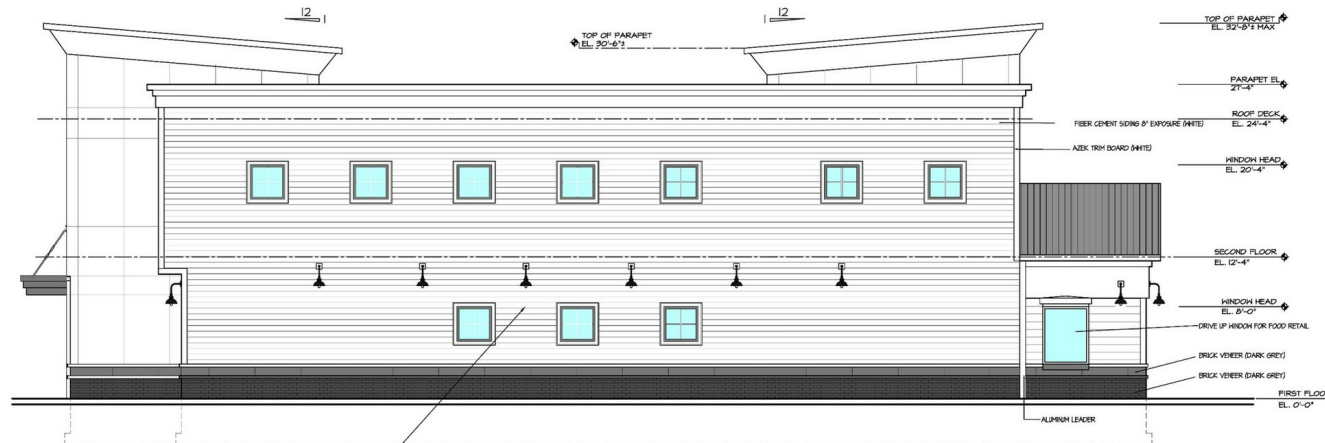 12
12
TOP OF PARAPET
EL. 30'-6"±
TOP OF PARAPET
EL. 32'-8"± MAX
PARAPET EL.
27'-4"
ROOF DECK
EL. 24'-4"
FIBER CEMENT SIDING 8" EXPOSURE (WHITE)
AZEK TRIM BOARD (WHITE)
WINDOW HEAD
EL. 20'-4"
SECOND FLOOR
EL. 12'-4"
WINDOW HEAD
EL. 8'-0"
DRIVE UP WINDOW FOR FOOD RETAIL
BRICK VENEER (DARK GREY)
BRICK VENEER (DARK GREY)
FIRST FLOO
EL. 0'-0"
ALUMINUM LEADER